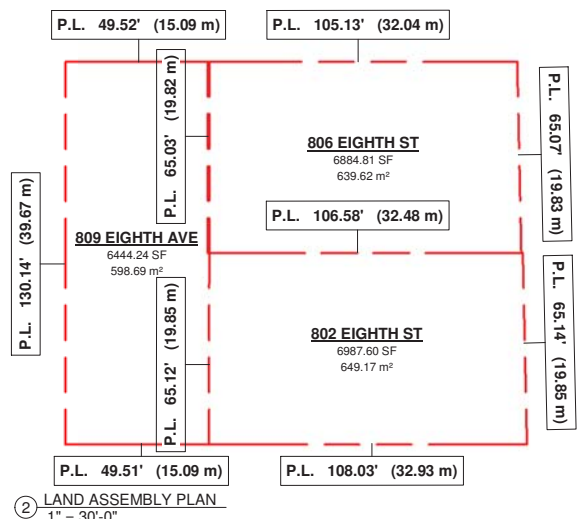 P.L. 49.52' (15.09 m)
P.L. 105.13' (32.04 m)
P.L. 65.03' (19.82 m)
P.L. 65.07' (19.83 m)
806 EIGHTH ST
6884.81 SF
639.62 m²
P.L. 130.14' (39.67 m)
P.L. 106.58' (32.48 m)
809 EIGHTH AVE
6444.24 SF
598.69 m²
P.L. 65.12' (19.85 m)
P.L. 65.14' (19.85 m)
802 EIGHTH ST
6987.60 SF
649.17 m²
P.L. 49.51' (15.09 m)
P.L. 108.03' (32.93 m)
2 LAND ASSEMBLY PLAN
1" = 30'-0"